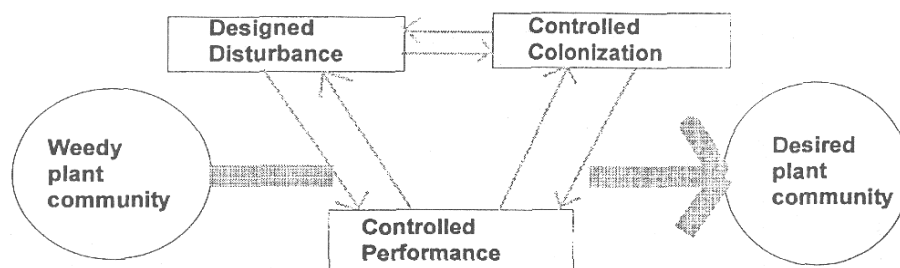 Designed
Disturbance
Controlled
Colonization
Weedy
plant
community
Desired
plant
community
Controlled
Performance